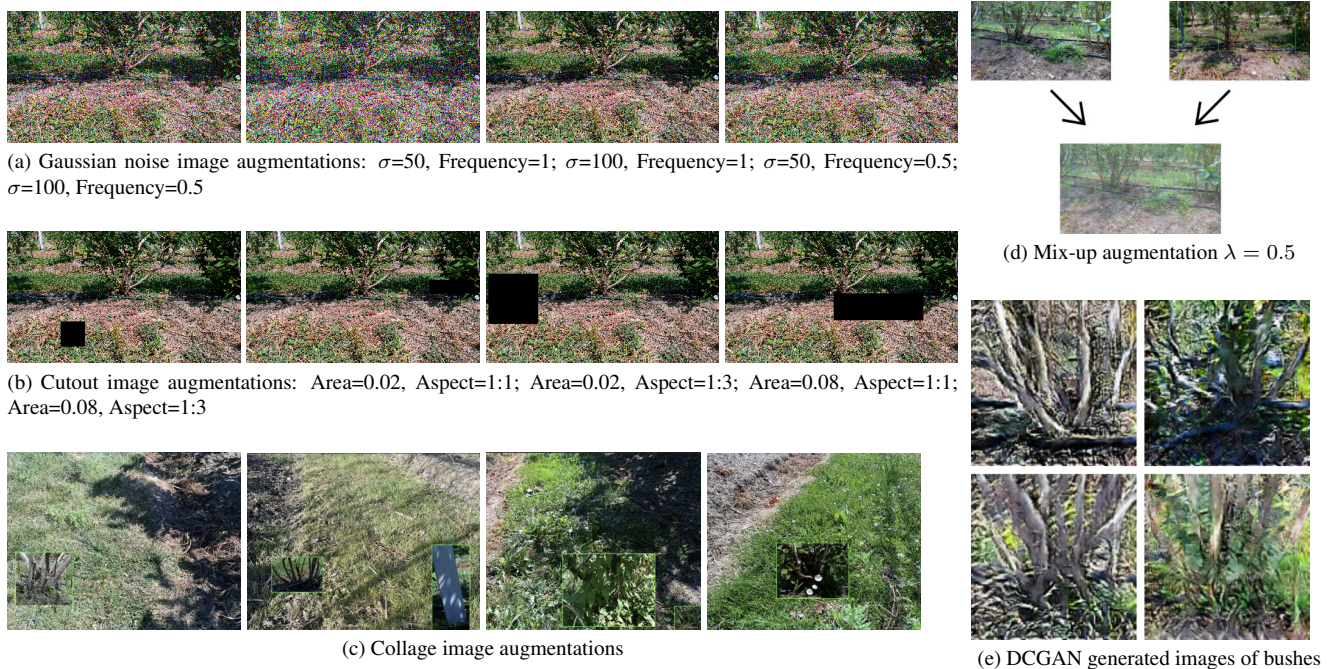 (a) Gaussian noise image augmentations: σ=50, Frequency=1; σ=100, Frequency=1; σ=50, Frequency=0.5;
σ=100, Frequency=0.5
(b) Cutout image augmentations: Area=0.02, Aspect=1:1; Area=0.02, Aspect=1:3; Area=0.08, Aspect=1:1;
Area=0.08, Aspect=1:3
(c) Collage image augmentations
(d) Mix-up augmentation λ = 0.5
(e) DCGAN generated images of bushes